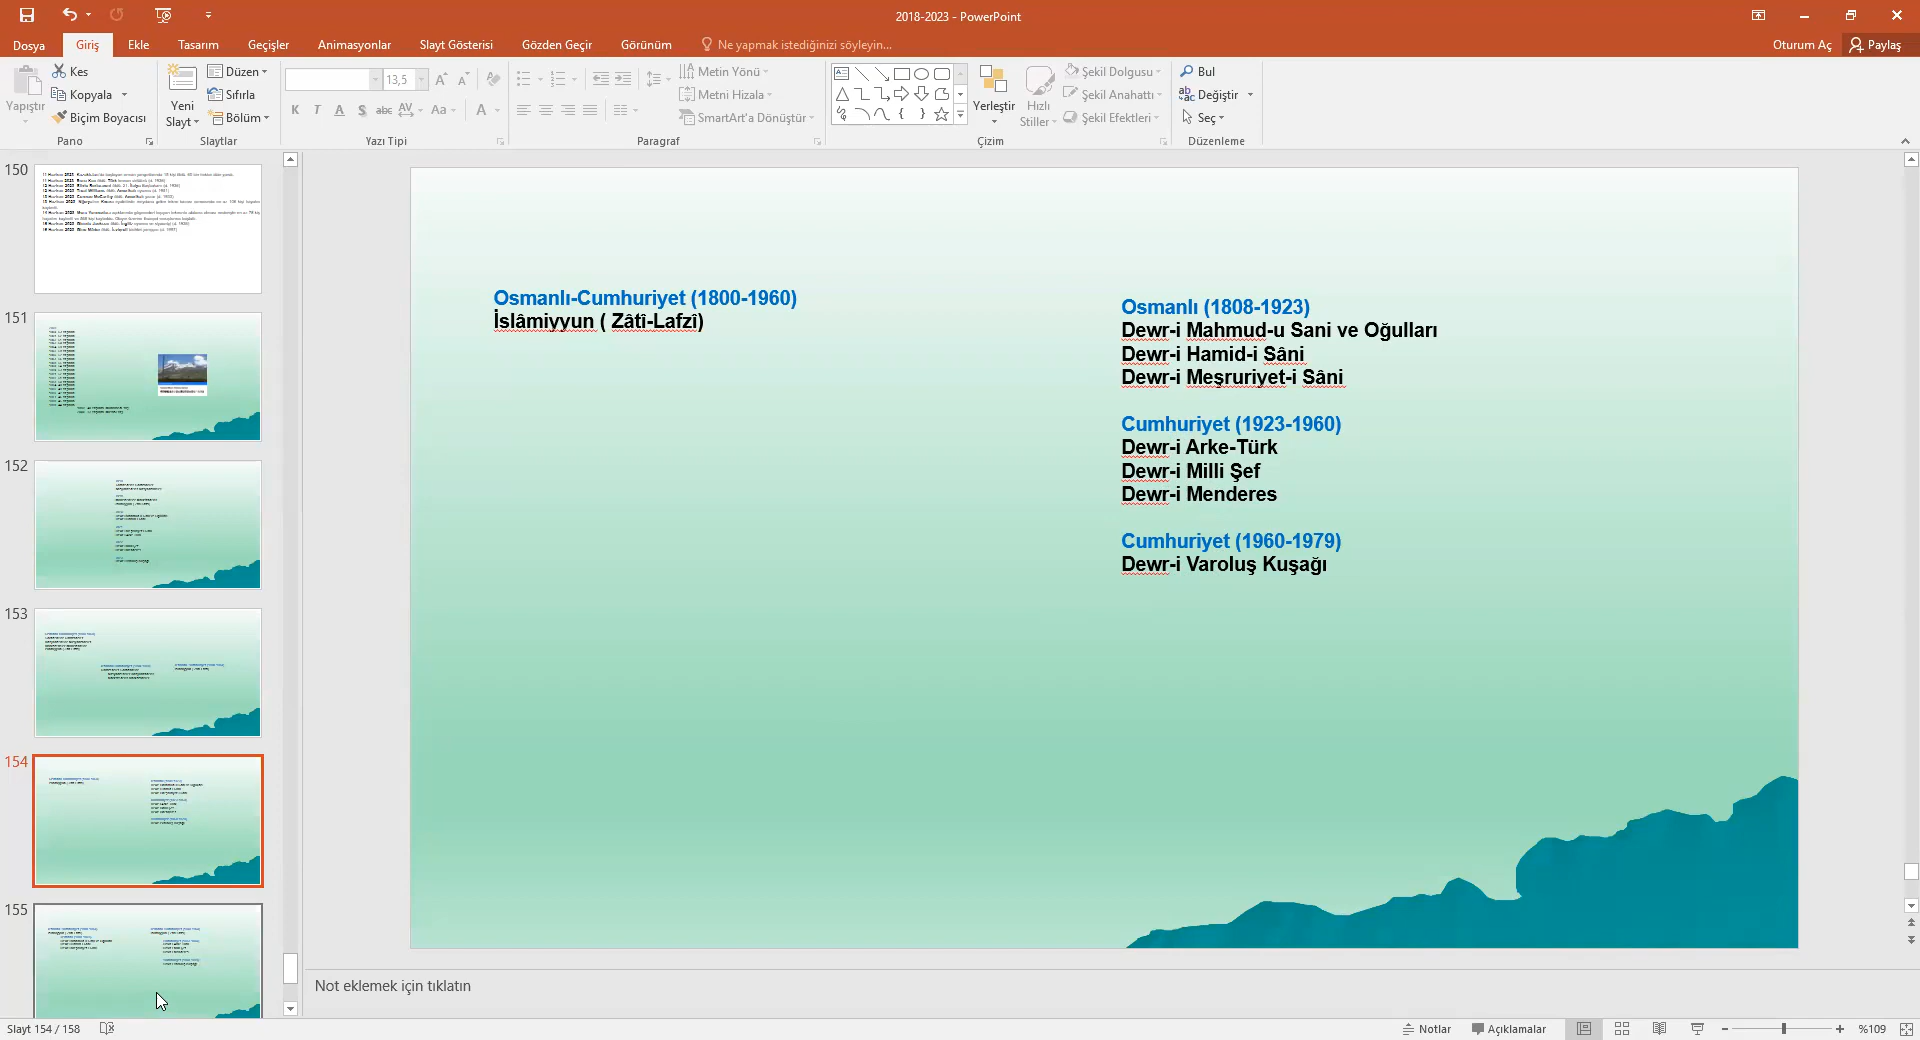 2018-2023 - PowerPoint
Dosya
Giriş
Ekle
Tasarım
Geçişler
Animasyonlar
Slayt Gösterisi
Gözden Geçir
Görünüm
Ne yapmak istediğinizi söyleyin...
Oturum Aç
Paylaş
Yapıştır
Kes
Kopyala
Biçim Boyacısı
Pano
Yeni
Slayt
Düzen
Sıfırla
Bölüm
Slaytlar
13,5
K T A S abc AV Aa A
Yazı Tipi
Metin Yönü
Metni Hizala
SmartArt'a Dönüştür
Paragraf
Yerleştir
Hızlı
Stiller
Şekil Dolgusu
Şekil Anahattı
Şekil Efektleri
Çizim
Bul
Değiştir
Seç
Düzenleme
150
151
152
153
154
155
Osmanlı-Cumhuriyet (1800-1960)
İslâmiyyun ( Zâtî-Lafzî)
Osmanlı (1808-1923)
Dewr-i Mahmud-u Sani ve Oğulları
Dewr-i Hamid-i Sâni
Dewr-i Meşruriyet-i Sâni
Cumhuriyet (1923-1960)
Dewr-i Arke-Türk
Dewr-i Milli Şef
Dewr-i Menderes
Cumhuriyet (1960-1979)
Dewr-i Varoluş Kuşağı
Not eklemek için tıklatın
Slayt 154 / 158
Notlar
Açıklamalar
%109